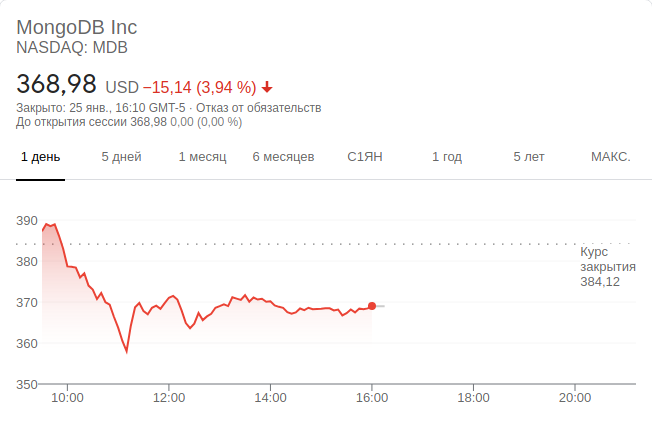 MongoDB Inc
NASDAQ: MDB
368,98 USD −15,14 (3,94 %)
Закрыто: 25 янв., 16:10 GMT-5 · Отказ от обязательств
До открытия сессии 368,98 0,00 (0,00 %)
1 день 5 дней 1 месяц 6 месяцев С1ЯН 1 год 5 лет МАКС.
390
380
370
360
350
Курс
закрытия
384,12
10:00 12:00 14:00 16:00 18:00 20:00